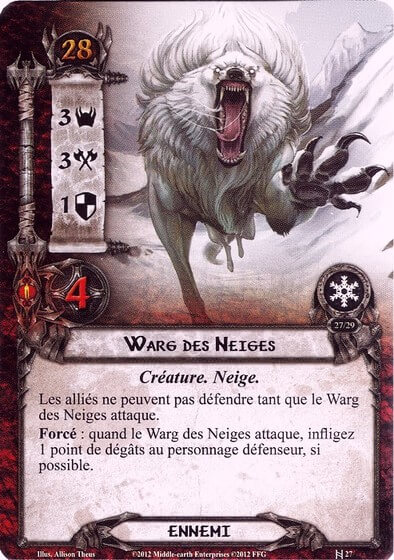 28
3
3
1
4
27/29
Warg des Neiges
Créature. Neige.
Les alliés ne peuvent pas défendre tant que le Warg
des Neiges attaque.
Forcé : quand le Warg des Neiges attaque, infligez
1 point de dégâts au personnage défenseur, si
possible.
ENNEMI
Illus. Allison Theus ©2012 Middle-earth Enterprises ©2012 FFG 27